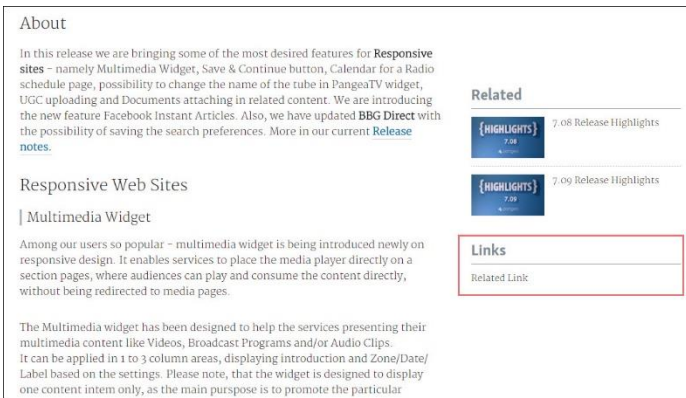 About
In this release we are bringing some of the most desired features for Responsive
sites – namely Multimedia Widget, Save & Continue button, Calendar for a Radio
schedule page, possibility to change the name of the tube in PangeaTV widget,
UGC uploading and Documents attaching in related content. We are introducing
the new feature Facebook Instant Articles. Also, we have updated BBG Direct with
the possibility of saving the search preferences. More in our current Release
notes.
Responsive Web Sites
Multimedia Widget
Among our users so popular – multimedia widget is being introduced newly on
responsive design. It enables services to place the media player directly on a
section pages, where audiences can play and consume the content directly,
without being redirected to media pages.
The Multimedia widget has been designed to help the services presenting their
multimedia content like Videos, Broadcast Programs and/or Audio Clips.
It can be applied in 1 to 3 column areas, displaying introduction and Zone/Date/
Label based on the settings. Please note, that the widget is designed to display
one content intem only, as the main purspose is to promote the particular
Related
{HIGHLIGHTS}
7.08
7.08 Release Highlights
{HIGHLIGHTS}
7.09
7.09 Release Highlights
Links
Related Link